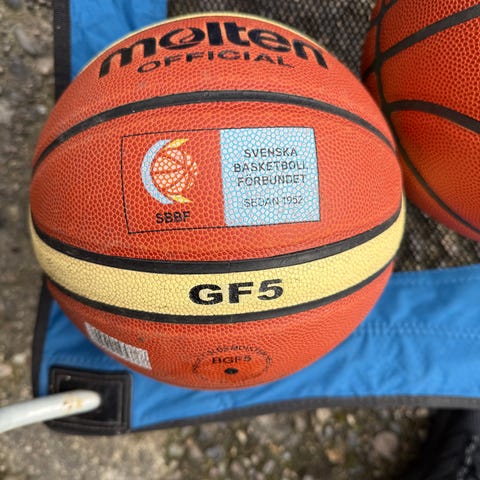 molten
OFFICIAL
SVENSKA
BASKETBOLL
FÖRBUNDET
SEDAN 1952
SBBF
GF5
BGF5